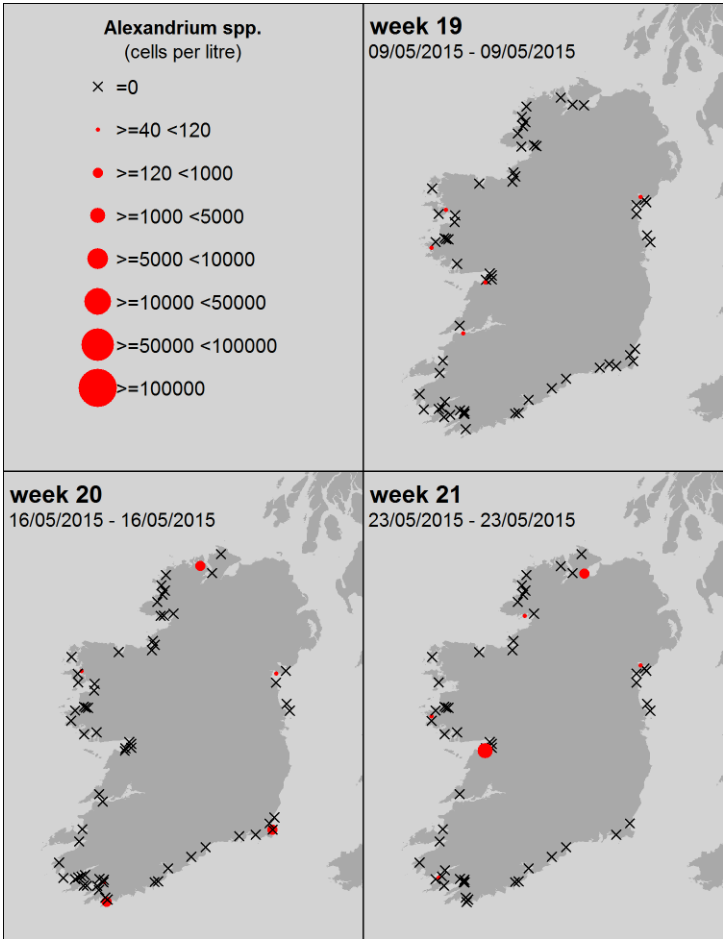 Alexandrium spp.
(cells per litre)
=0
>=40 <120
>=120 <1000
>=1000 <5000
>=5000 <10000
>=10000 <50000
>=50000 <100000
>=100000
week 19
09/05/2015 - 09/05/2015
week 20
16/05/2015 - 16/05/2015
week 21
23/05/2015 - 23/05/2015